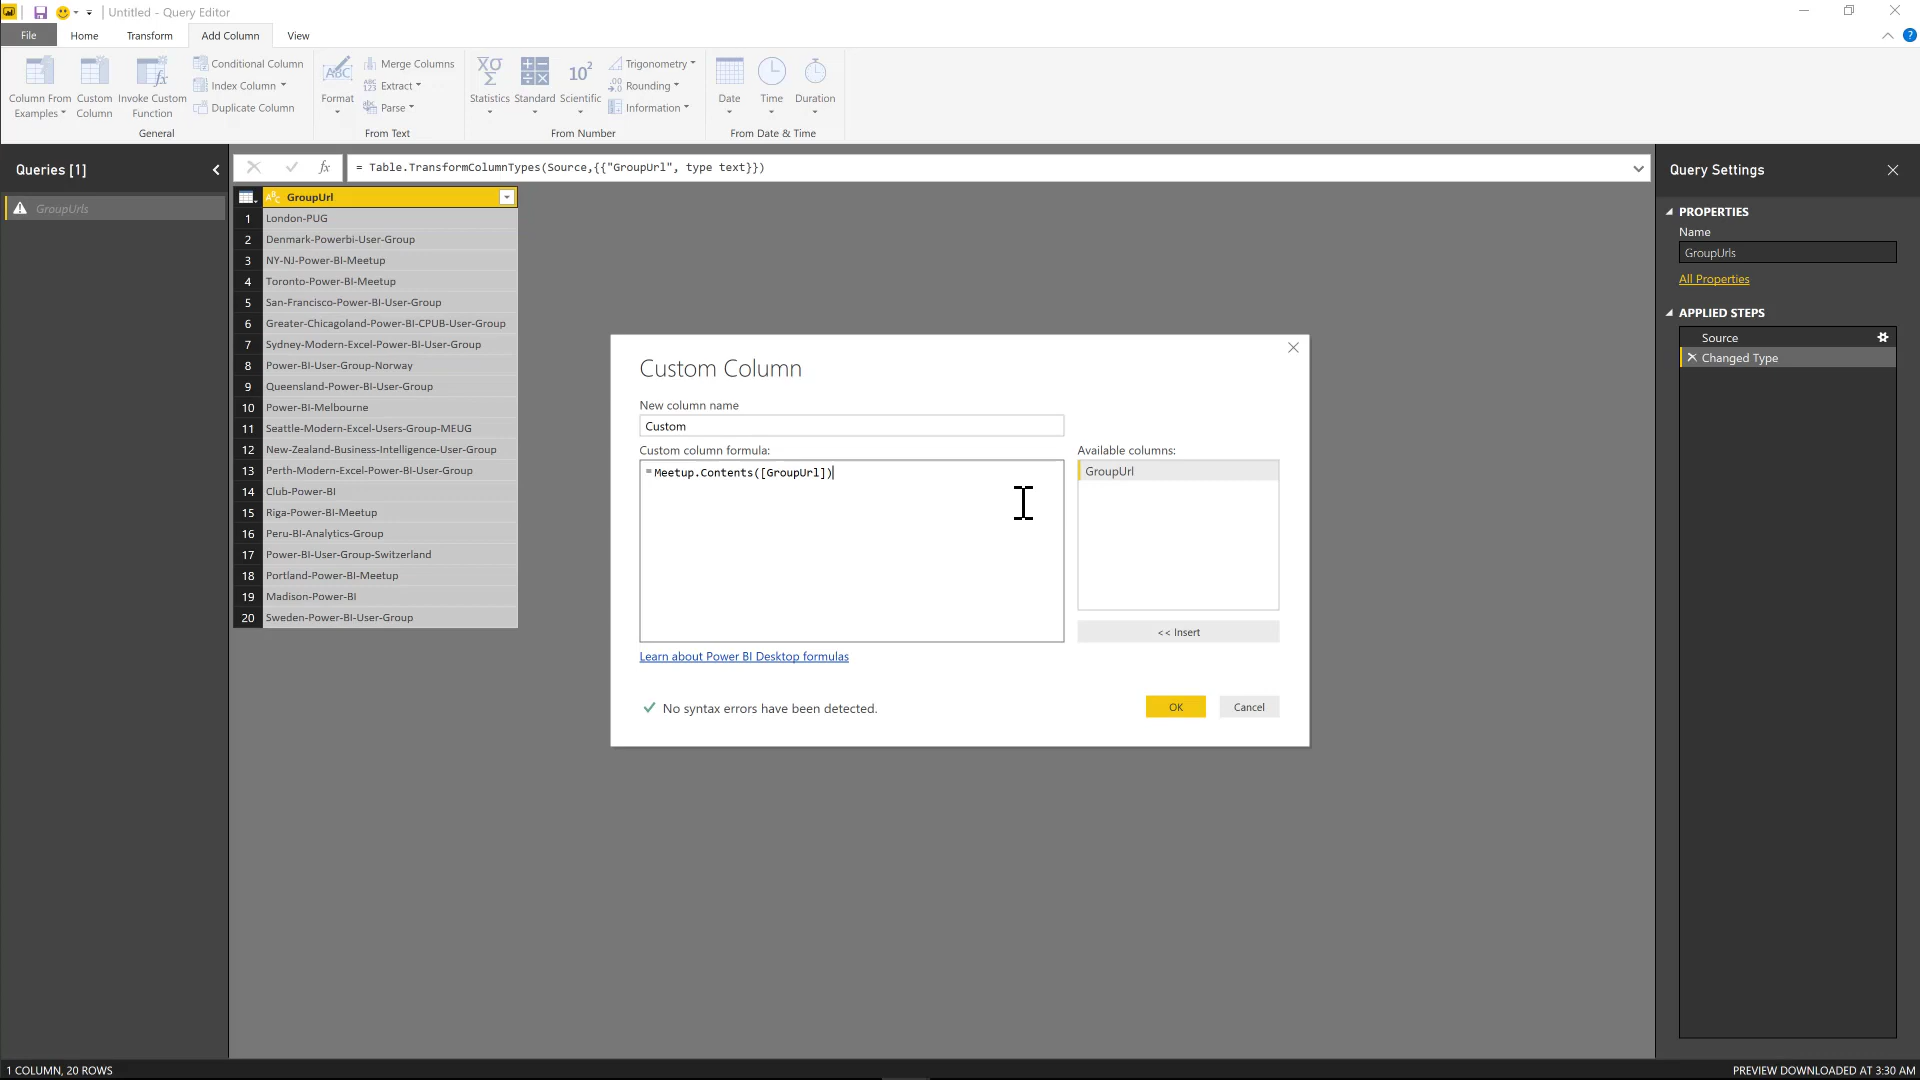 Untitled - Query Editor
File
Home
Transform
Add Column
View
?
Column From
Examples
Custom
Column
Invoke Custom
Function
Conditional Column
Index Column
Duplicate Column
General
ABC
Format
Merge Columns
ABC
123
Extract
abc
Parse
From Text
Χσ
Σ
Statistics
Standard
10²
Scientific
Trigonometry
.00
Rounding
Information
From Number
Date
Time
Duration
From Date & Time
Queries [1]
GroupUrls
fx
= Table.TransformColumnTypes(Source,{{"GroupUrl", type text}})
ABC GroupUrl
1 London-PUG
2 Denmark-Powerbi-User-Group
3 NY-NJ-Power-BI-Meetup
4 Toronto-Power-BI-Meetup
5 San-Francisco-Power-BI-User-Group
6 Greater-Chicagoland-Power-BI-CPUB-User-Group
7 Sydney-Modern-Excel-Power-BI-User-Group
8 Power-BI-User-Group-Norway
9 Queensland-Power-BI-User-Group
10 Power-BI-Melbourne
11 Seattle-Modern-Excel-Users-Group-MEUG
12 New-Zealand-Business-Intelligence-User-Group
13 Perth-Modern-Excel-Power-BI-User-Group
14 Club-Power-BI
15 Riga-Power-BI-Meetup
16 Peru-BI-Analytics-Group
17 Power-BI-User-Group-Switzerland
18 Portland-Power-BI-Meetup
19 Madison-Power-BI
20 Sweden-Power-BI-User-Group
Custom Column
New column name
Custom
Custom column formula:
=Meetup.Contents([GroupUrl])
Available columns:
GroupUrl
<< Insert
Learn about Power BI Desktop formulas
No syntax errors have been detected.
OK
Cancel
Query Settings
PROPERTIES
Name
GroupUrls
All Properties
APPLIED STEPS
Source
Changed Type
1 COLUMN, 20 ROWS
PREVIEW DOWNLOADED AT 3:30 AM